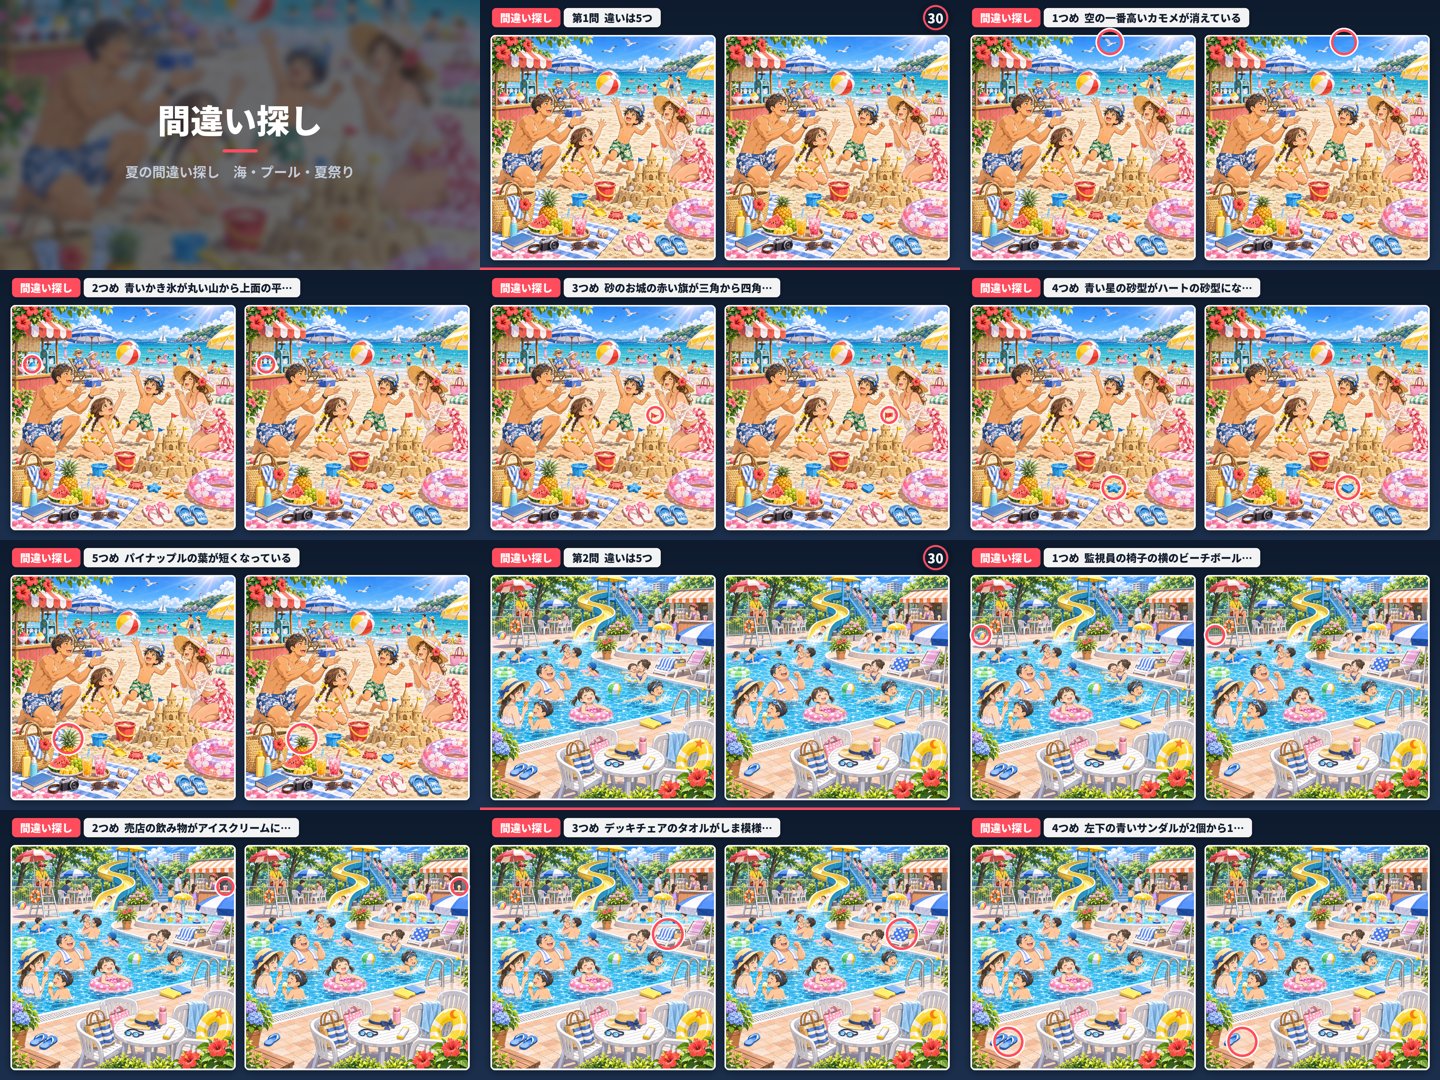 間違い探し
夏の間違い探し 海・プール・夏祭り
間違い探し 第1問 違いは5つ 30
間違い探し 1つめ 空の一番高いカモメが消えている
間違い探し 2つめ 青いかき氷が丸い山から上面の平…
間違い探し 3つめ 砂のお城の赤い旗が三角から四角…
間違い探し 4つめ 青い星の砂型がハートの砂型にな…
間違い探し 5つめ パイナップルの葉が短くなっている
間違い探し 第2問 違いは5つ 30
間違い探し 1つめ 監視員の椅子の横のビーチボール…
間違い探し 2つめ 売店の飲み物がアイスクリームに…
間違い探し 3つめ デッキチェアのタオルがしま模様…
間違い探し 4つめ 左下の青いサンダルが2個から1…